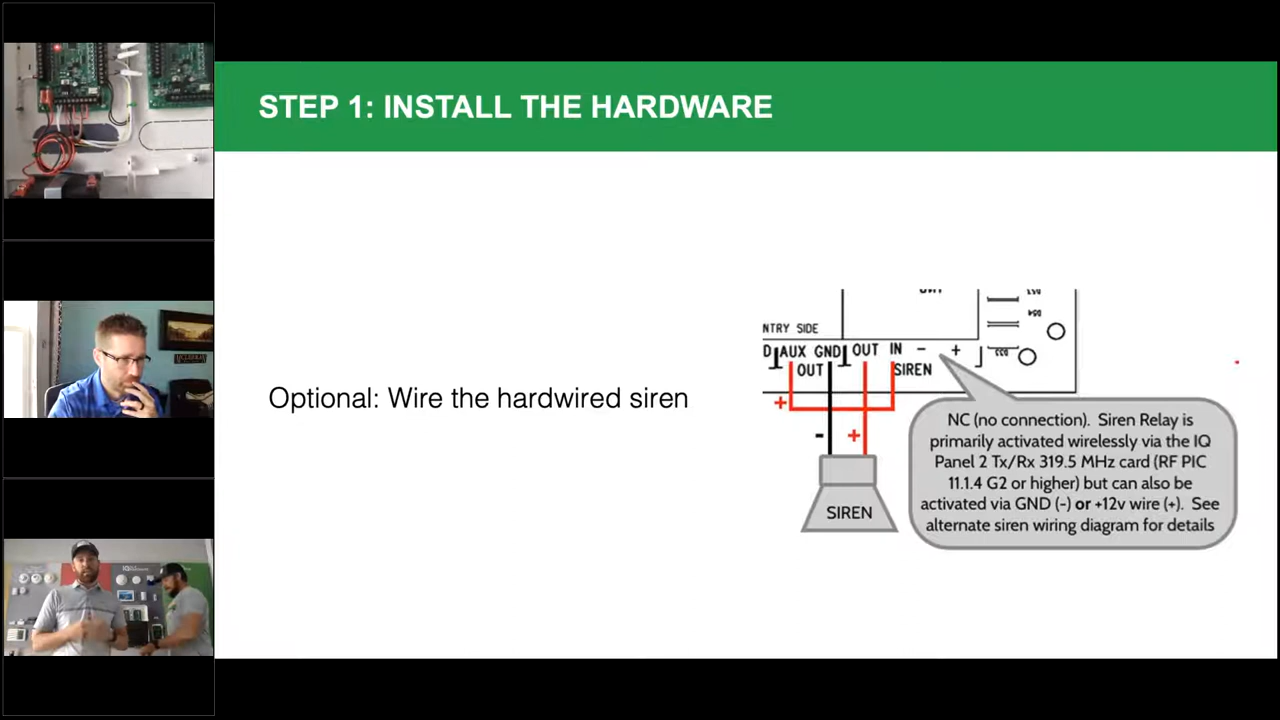 STEP 1: INSTALL THE HARDWARE
Optional: Wire the hardwired siren
NTRY SIDE
D AUX GND OUT IN - +
OUT SIREN
+
- +
SIREN
NC (no connection). Siren Relay is
primarily activated wirelessly via the IQ
Panel 2 Tx/Rx 319.5 MHz card (RF PIC
11.1.4 G2 or higher) but can also be
activated via GND (-) or +12v wire (+). See
alternate siren wiring diagram for details